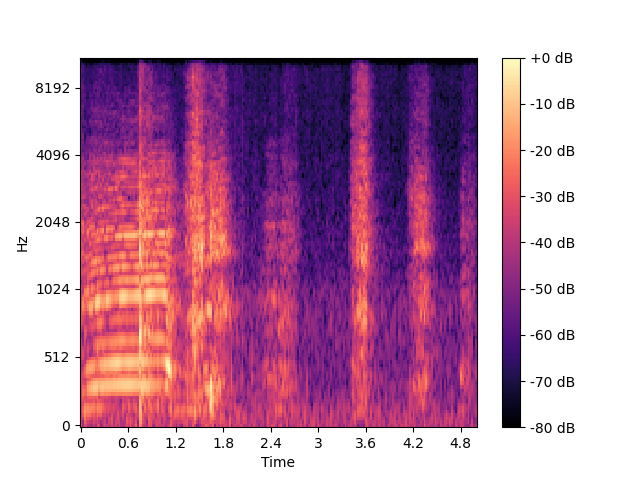 8192
4096
2048
1024
512
0
Hz
0 0.6 1.2 1.8 2.4 3 3.6 4.2 4.8
Time
+0 dB
-10 dB
-20 dB
-30 dB
-40 dB
-50 dB
-60 dB
-70 dB
-80 dB